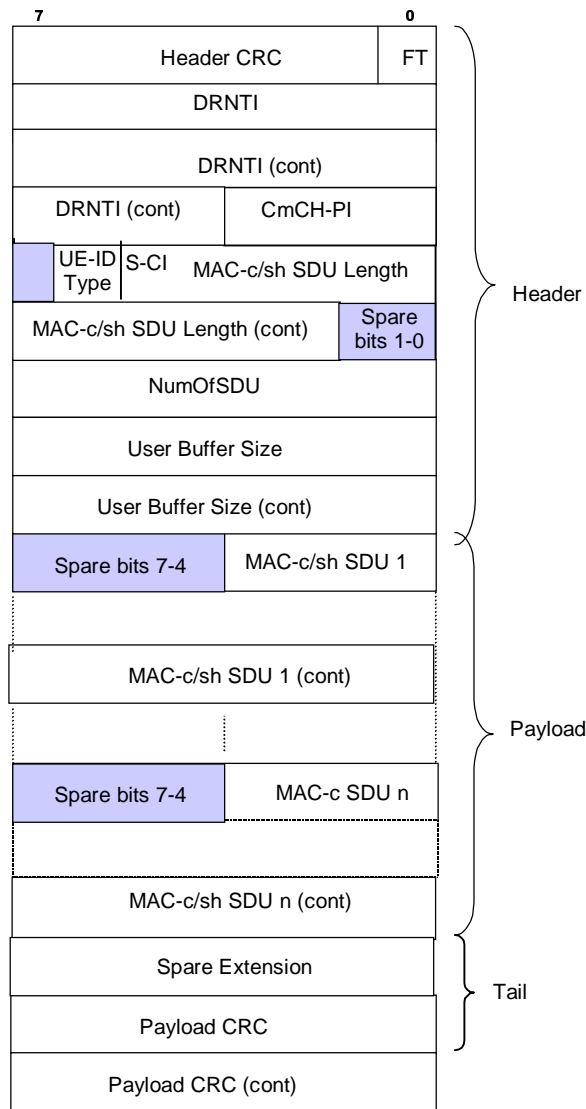 7 0
Header CRC FT
DRNTI
DRNTI (cont)
DRNTI (cont) CmCH-PI
UE-ID Type S-CI MAC-c/sh SDU Length
MAC-c/sh SDU Length (cont) Spare bits 1-0
NumOfSDU
User Buffer Size
User Buffer Size (cont)
Header
Spare bits 7-4 MAC-c/sh SDU 1
MAC-c/sh SDU 1 (cont)
Payload
Spare bits 7-4 MAC-c SDU n
MAC-c/sh SDU n (cont)
Spare Extension
Tail
Payload CRC
Payload CRC (cont)